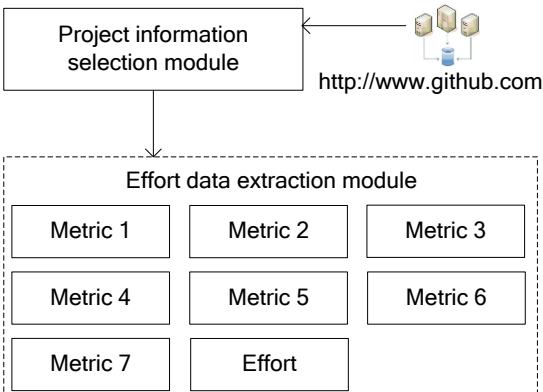 Project information
selection module
http://www.github.com
Effort data extraction module
Metric 1
Metric 2
Metric 3
Metric 4
Metric 5
Metric 6
Metric 7
Effort